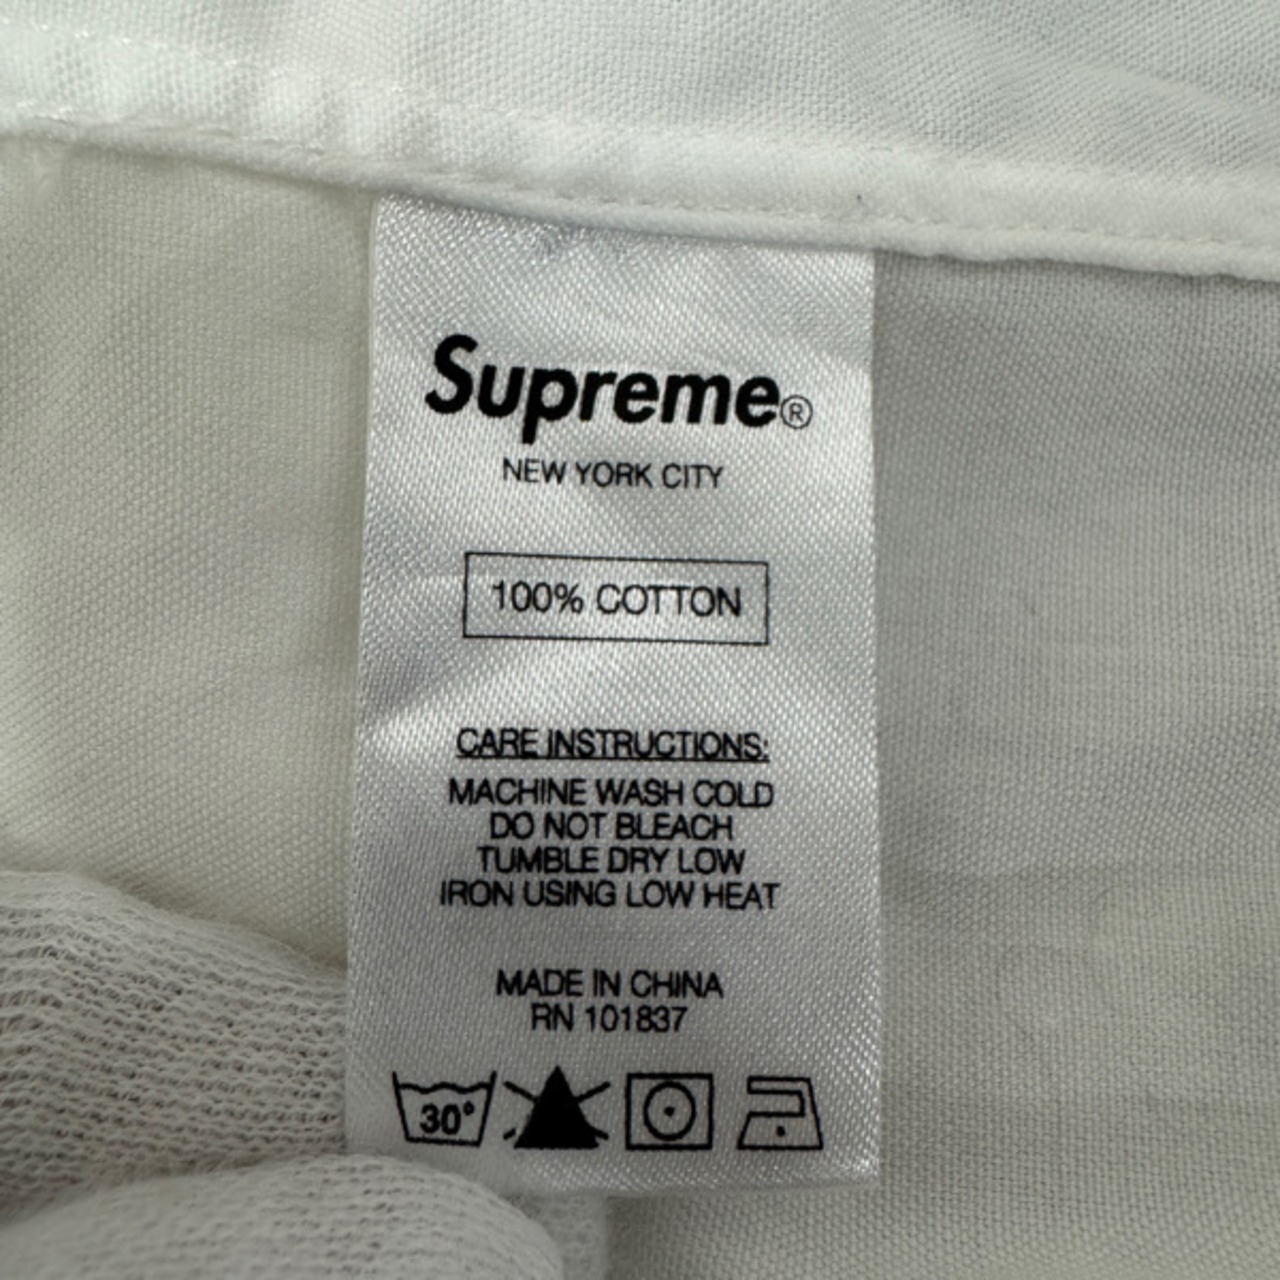 Supreme®
NEW YORK CITY
100% COTTON
CARE INSTRUCTIONS:
MACHINE WASH COLD
DO NOT BLEACH
TUMBLE DRY LOW
IRON USING LOW HEAT
MADE IN CHINA
RN 101837
30°